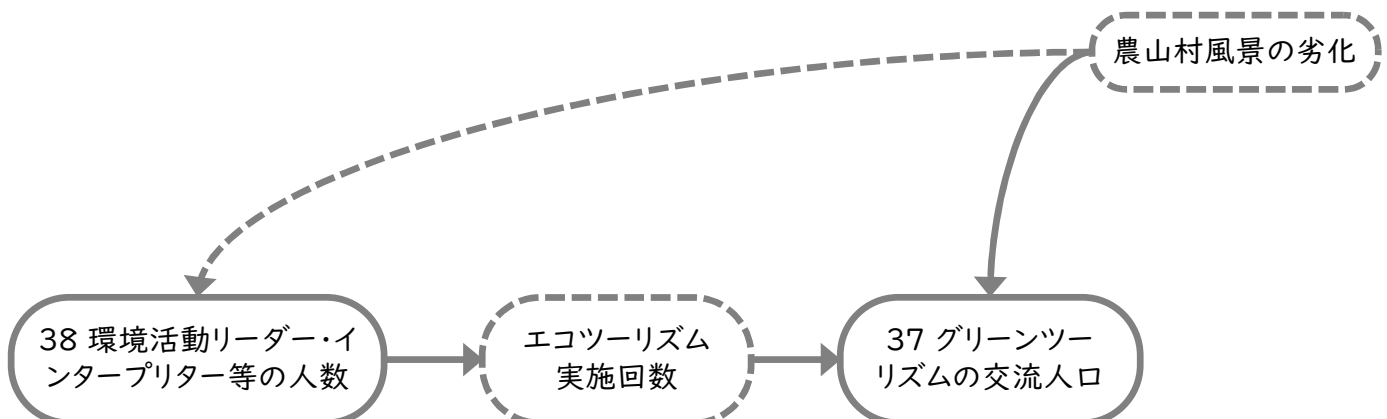 農山村風景の劣化
38 環境活動リーダー・イ
ンタープリター等の人数
エコツーリズム
実施回数
37 グリーンツー
リズムの交流人口